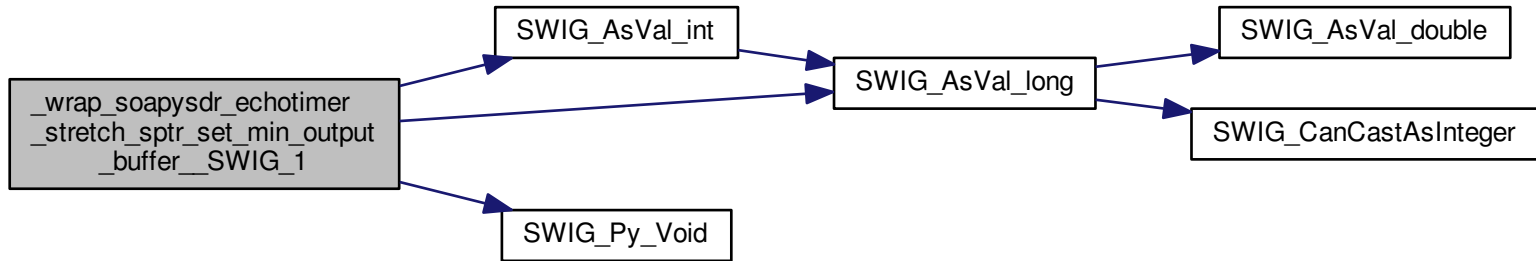 _wrap_soapysdr_echotimer
_stretch_sptr_set_min_output
_buffer__SWIG_1
SWIG_AsVal_int
SWIG_Py_Void
SWIG_AsVal_long
SWIG_AsVal_double
SWIG_CanCastAsInteger